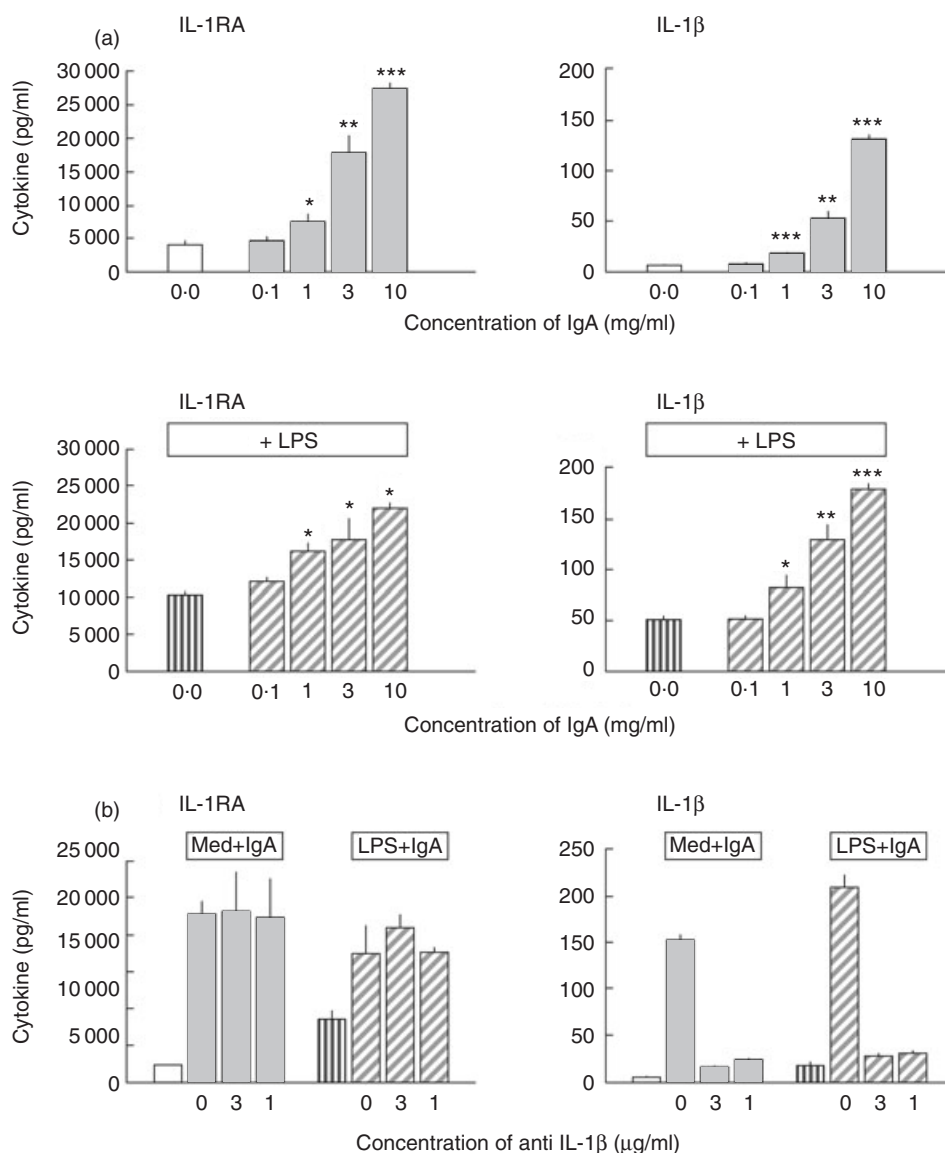 (a)
IL-1RA
IL-1β
Cytokine (pg/ml)
30 000
25 000
20 000
15 000
10 000
5 000
0
* ** ***
0·0 0·1 1 3 10
200
150
100
50
0
*** ** ***
0·0 0·1 1 3 10
Concentration of IgA (mg/ml)
IL-1RA
IL-1β
+ LPS
+ LPS
Cytokine (pg/ml)
30 000
25 000
20 000
15 000
10 000
5 000
0
* * *
0·0 0·1 1 3 10
200
150
100
50
0
* ** ***
0·0 0·1 1 3 10
Concentration of IgA (mg/ml)
(b)
IL-1RA
IL-1β
Med+IgA LPS+IgA
Med+IgA LPS+IgA
Cytokine (pg/ml)
25 000
20 000
15 000
10 000
5 000
0
0 3 1 0 3 1
250
200
150
100
50
0
0 3 1 0 3 1
Concentration of anti IL-1β (μg/ml)